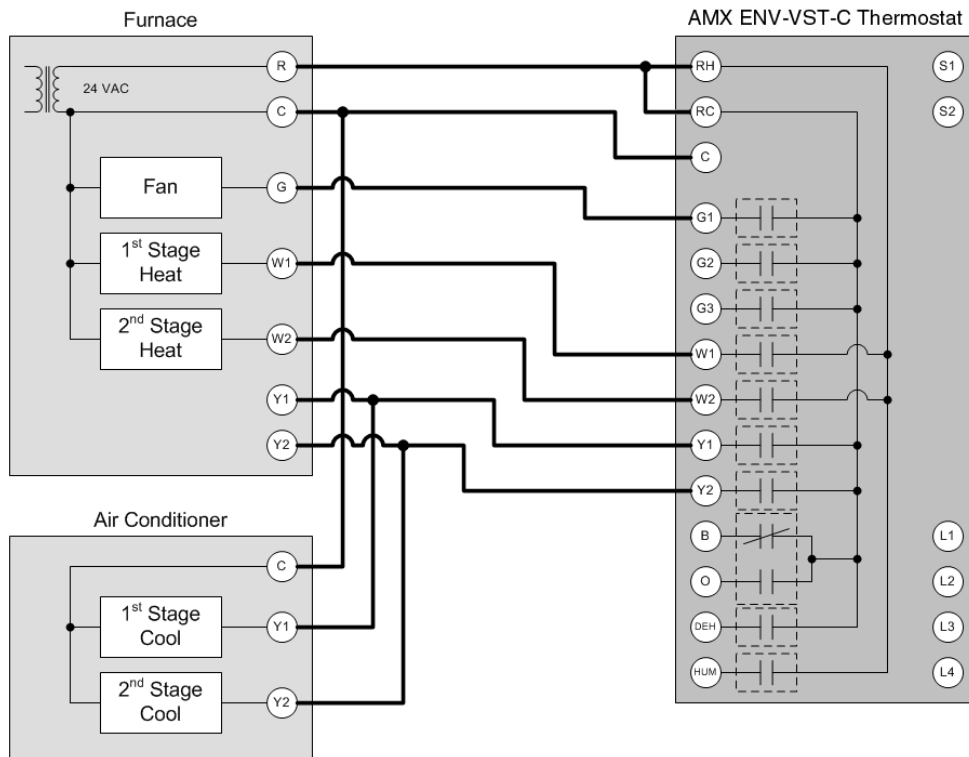 Furnace
R
24 VAC
C
Fan
G
1st Stage
Heat
W1
2nd Stage
Heat
W2
Y1
Y2
Air Conditioner
C
1st Stage
Cool
Y1
2nd Stage
Cool
Y2
AMX ENV-VST-C Thermostat
RH
S1
RC
S2
C
G1
G2
G3
W1
W2
Y1
Y2
B
L1
O
L2
DEH
L3
HUM
L4